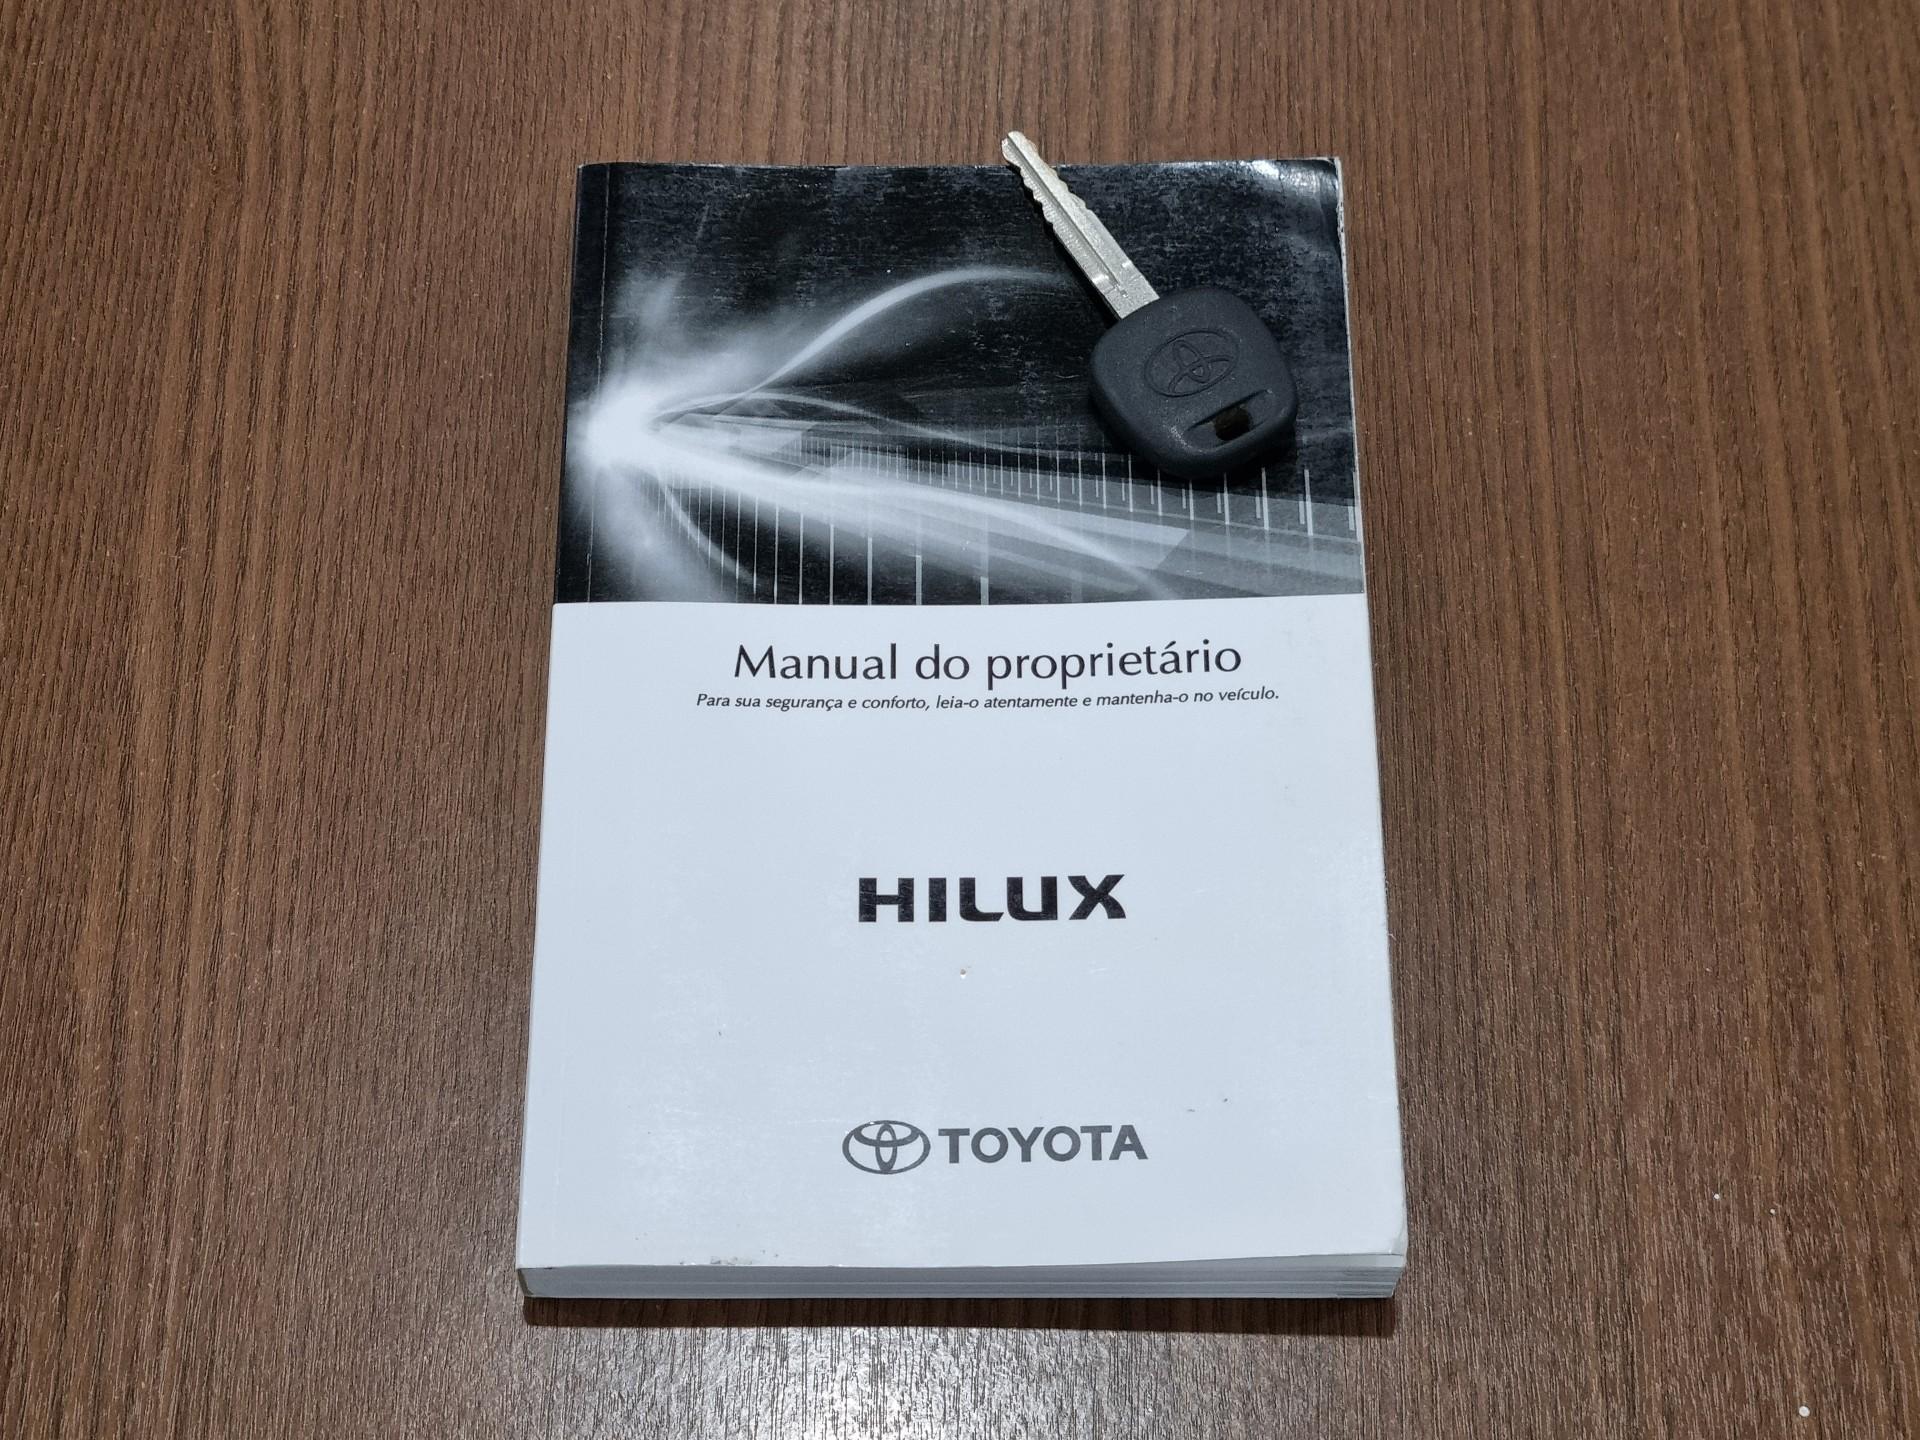 Manual do proprietário
Para sua segurança e conforto, leia-o atentamente e mantenha-o no veículo.
HILUX
TOYOTA